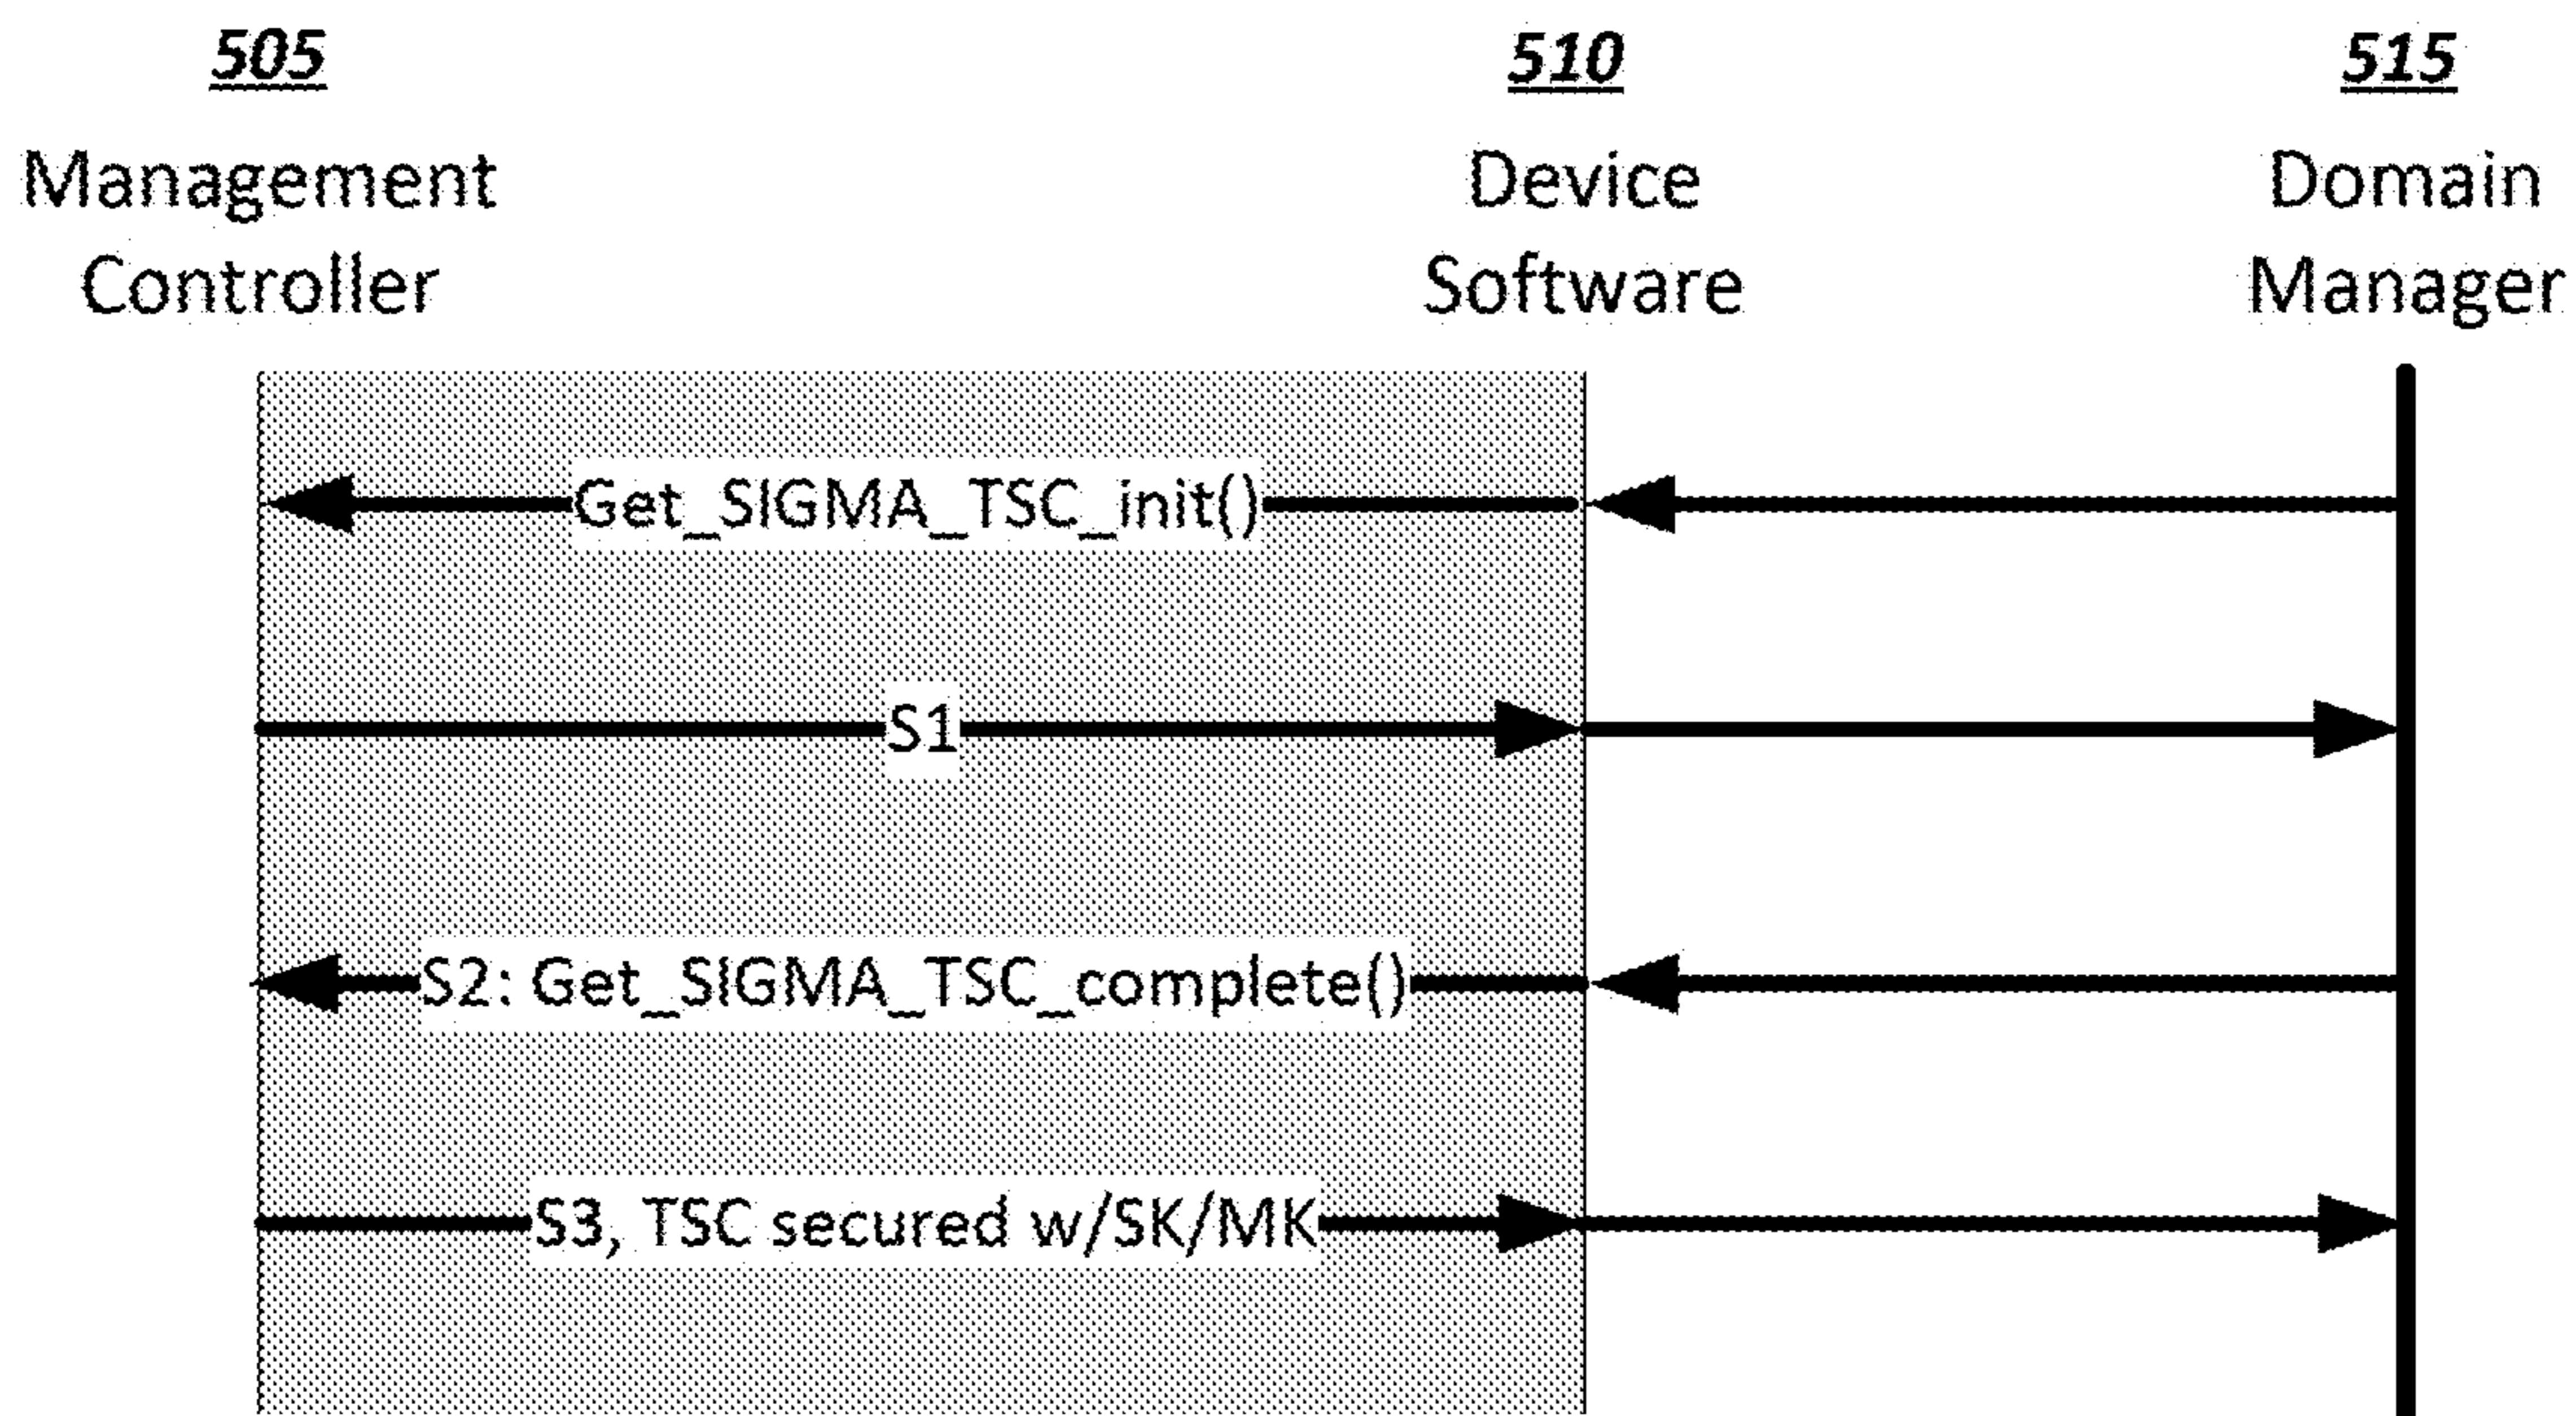 505
Management
Controller
510
Device
Software
515
Domain
Manager
Get_SIGMA_TSC_init()
S1
S2: Get_SIGMA_TSC_complete()
S3, TSC secured w/SK/MK